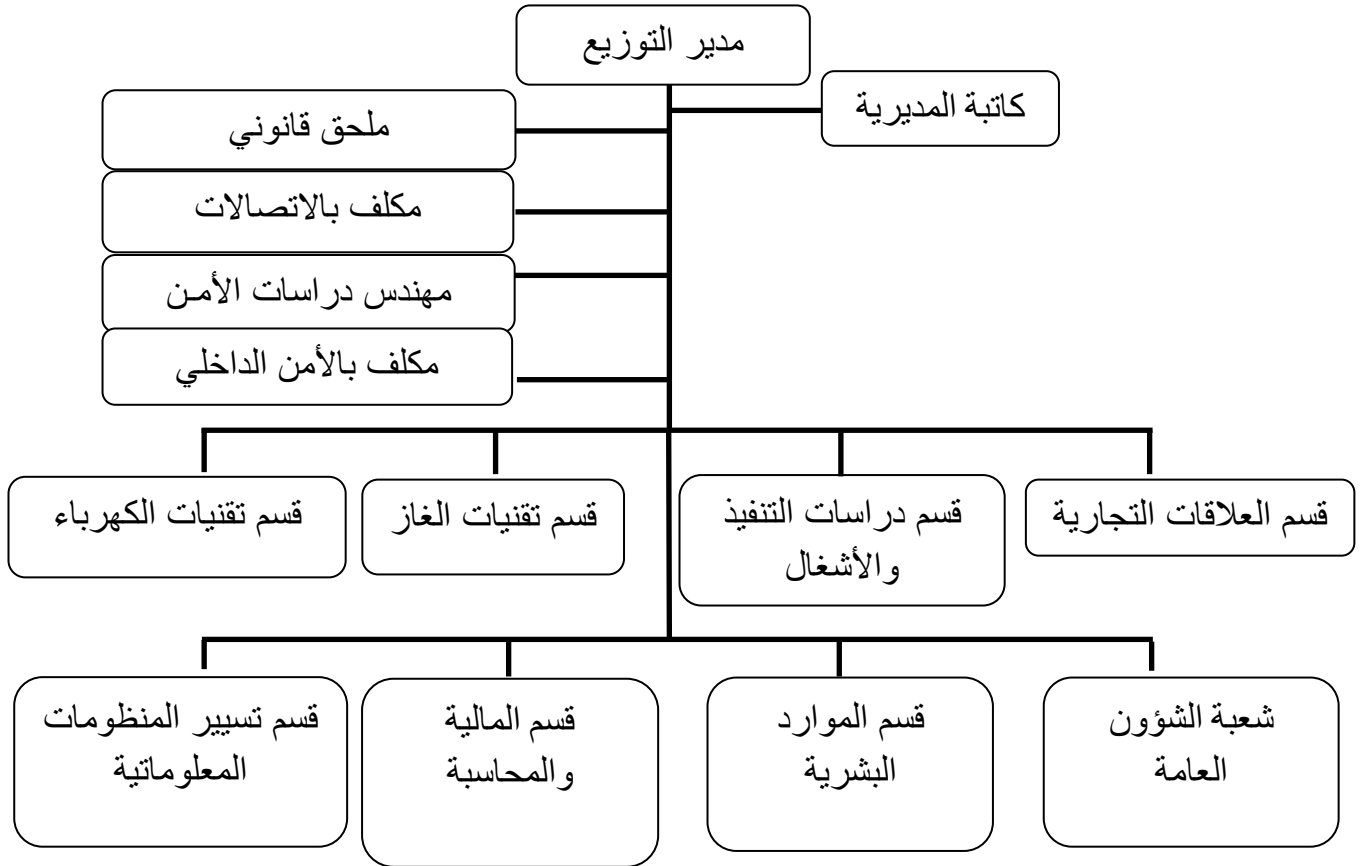 مدير التوزيع
كاتبة المديرية
ملحق قانوني
مكلف بالاتصالات
مهندس دراسات الأمن
مكلف بالأمن الداخلي
قسم العلاقات التجارية
قسم دراسات التنفيذ
والأشغال
قسم تقنيات الغاز
قسم تقنيات الكهرباء
شعبة الشؤون
العامة
قسم الموارد
البشرية
قسم المالية
والمحاسبة
قسم تسيير المنظومات
المعلوماتية